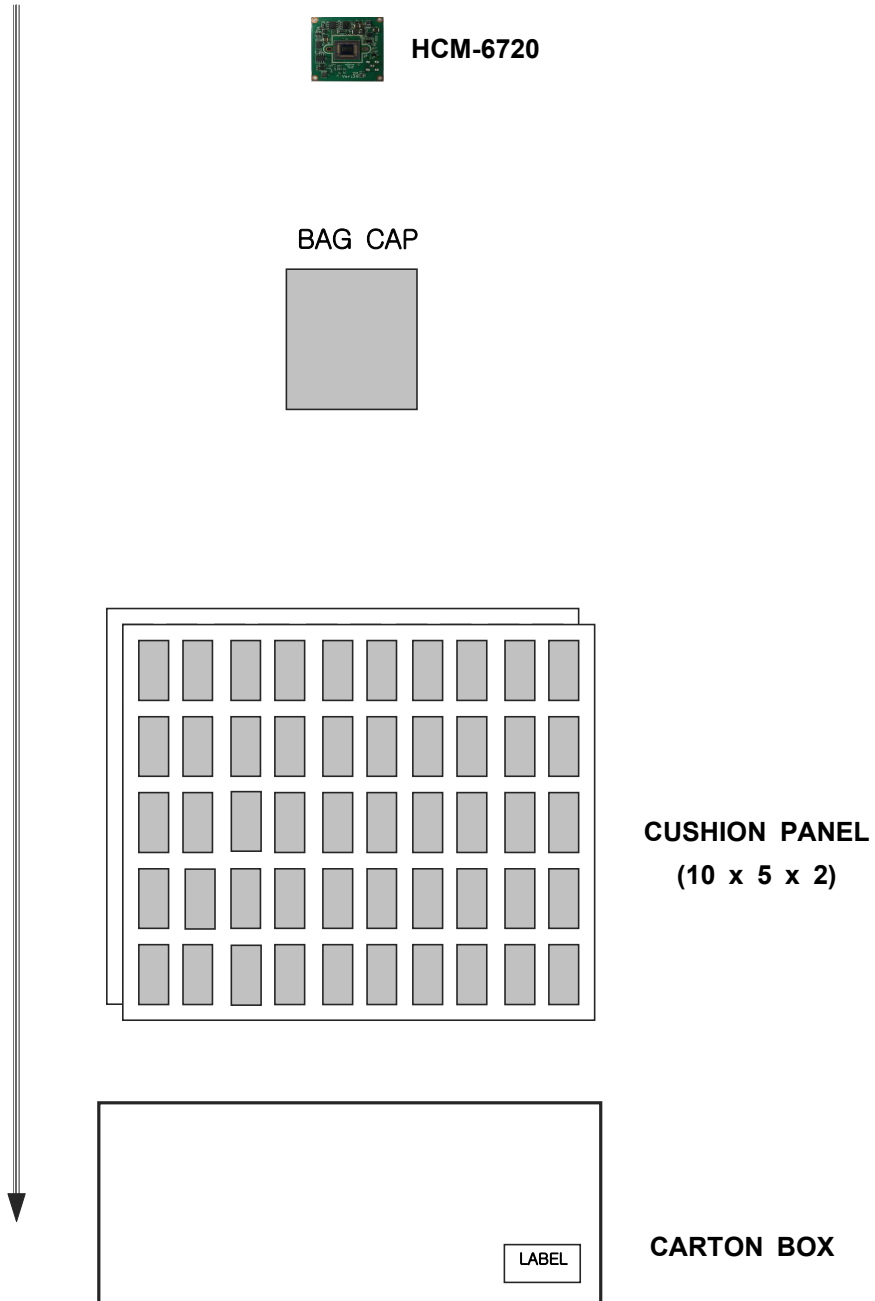 HCM-6720
BAG CAP
CUSHION PANEL
(10 x 5 x 2)
LABEL
CARTON BOX